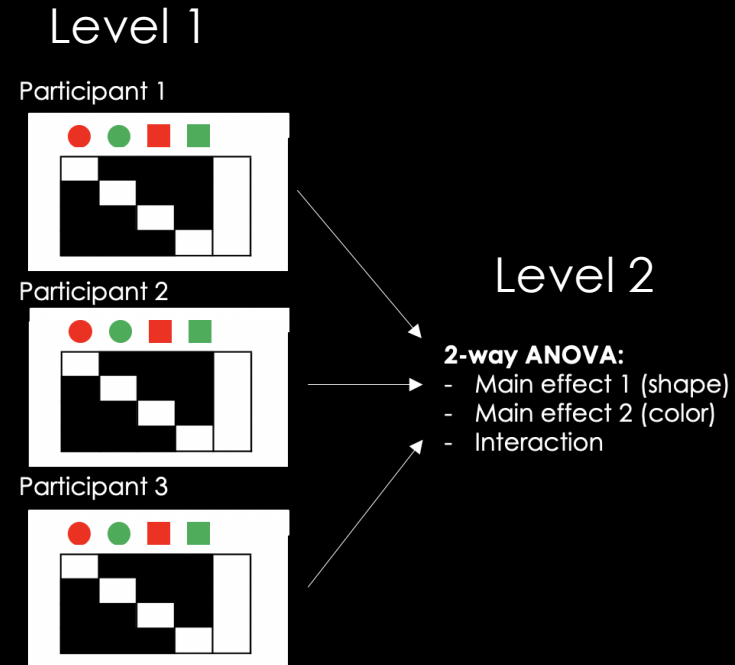 Level 1
Participant 1
Participant 2
Participant 3
Level 2
2-way ANOVA:
- Main effect 1 (shape)
- Main effect 2 (color)
- Interaction